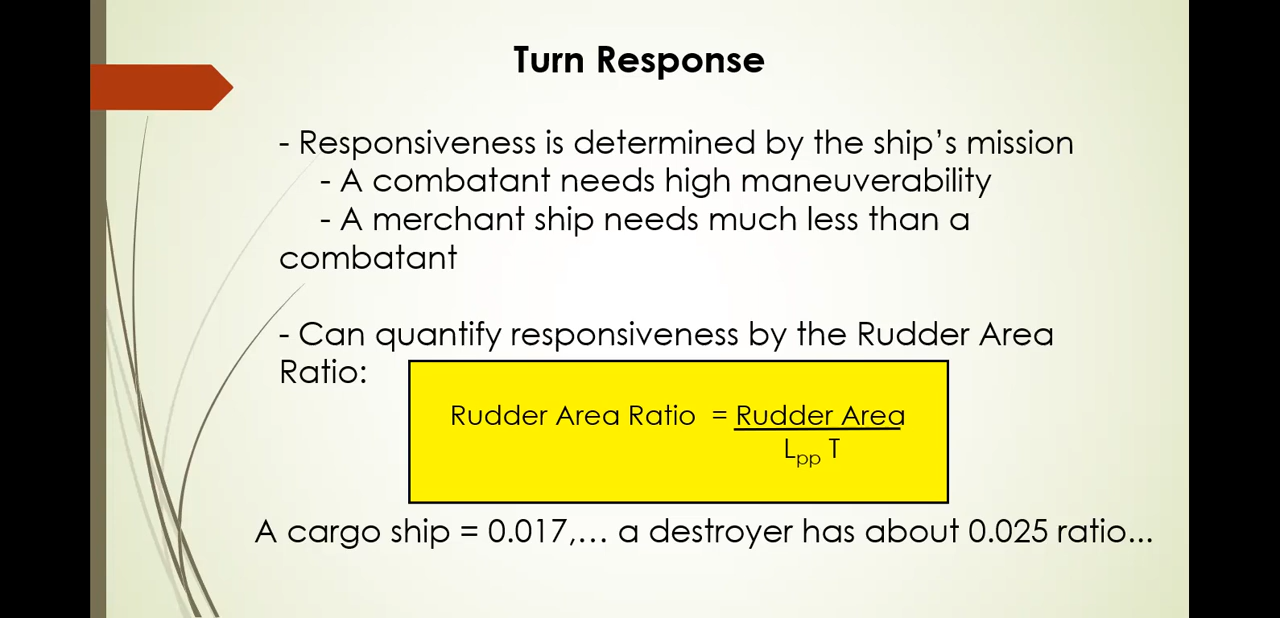 Turn Response
- Responsiveness is determined by the ship’s mission
- A combatant needs high maneuverability
- A merchant ship needs much less than a
combatant
- Can quantify responsiveness by the Rudder Area
Ratio:
Rudder Area Ratio = Rudder Area
Lpp T
A cargo ship = 0.017,… a destroyer has about 0.025 ratio...